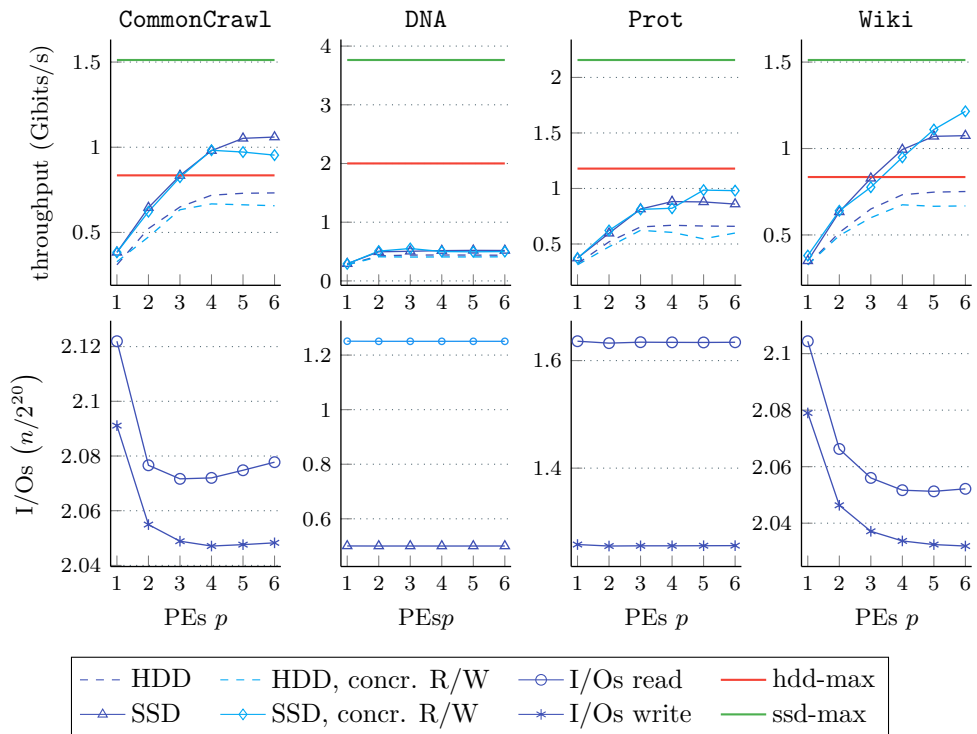 CommonCrawl DNA Prot Wiki
throughput (Gibits/s)
1.5
1
0.5
1 2 3 4 5 6
4
3
2
1
0
1 2 3 4 5 6
2
1.5
1
0.5
1 2 3 4 5 6
1.5
1
0.5
1 2 3 4 5 6
I/Os (n/2^20)
2.12
2.1
2.08
2.06
2.04
1 2 3 4 5 6
PEs p
1.2
1
0.8
0.6
1 2 3 4 5 6
PEsp
1.6
1.4
1 2 3 4 5 6
PEs p
2.1
2.08
2.06
2.04
1 2 3 4 5 6
PEs p
HDD HDD, concr. R/W I/Os read hdd-max
SSD SSD, concr. R/W I/Os write ssd-max